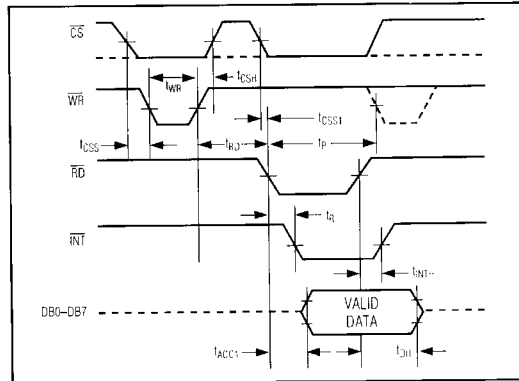 CS
tWR
tCSH
WR
tCSS
tRD
tCSS1
tP
RD
tR
INT
tINTH
DB0–DB7
VALID
DATA
tACC1
tDH